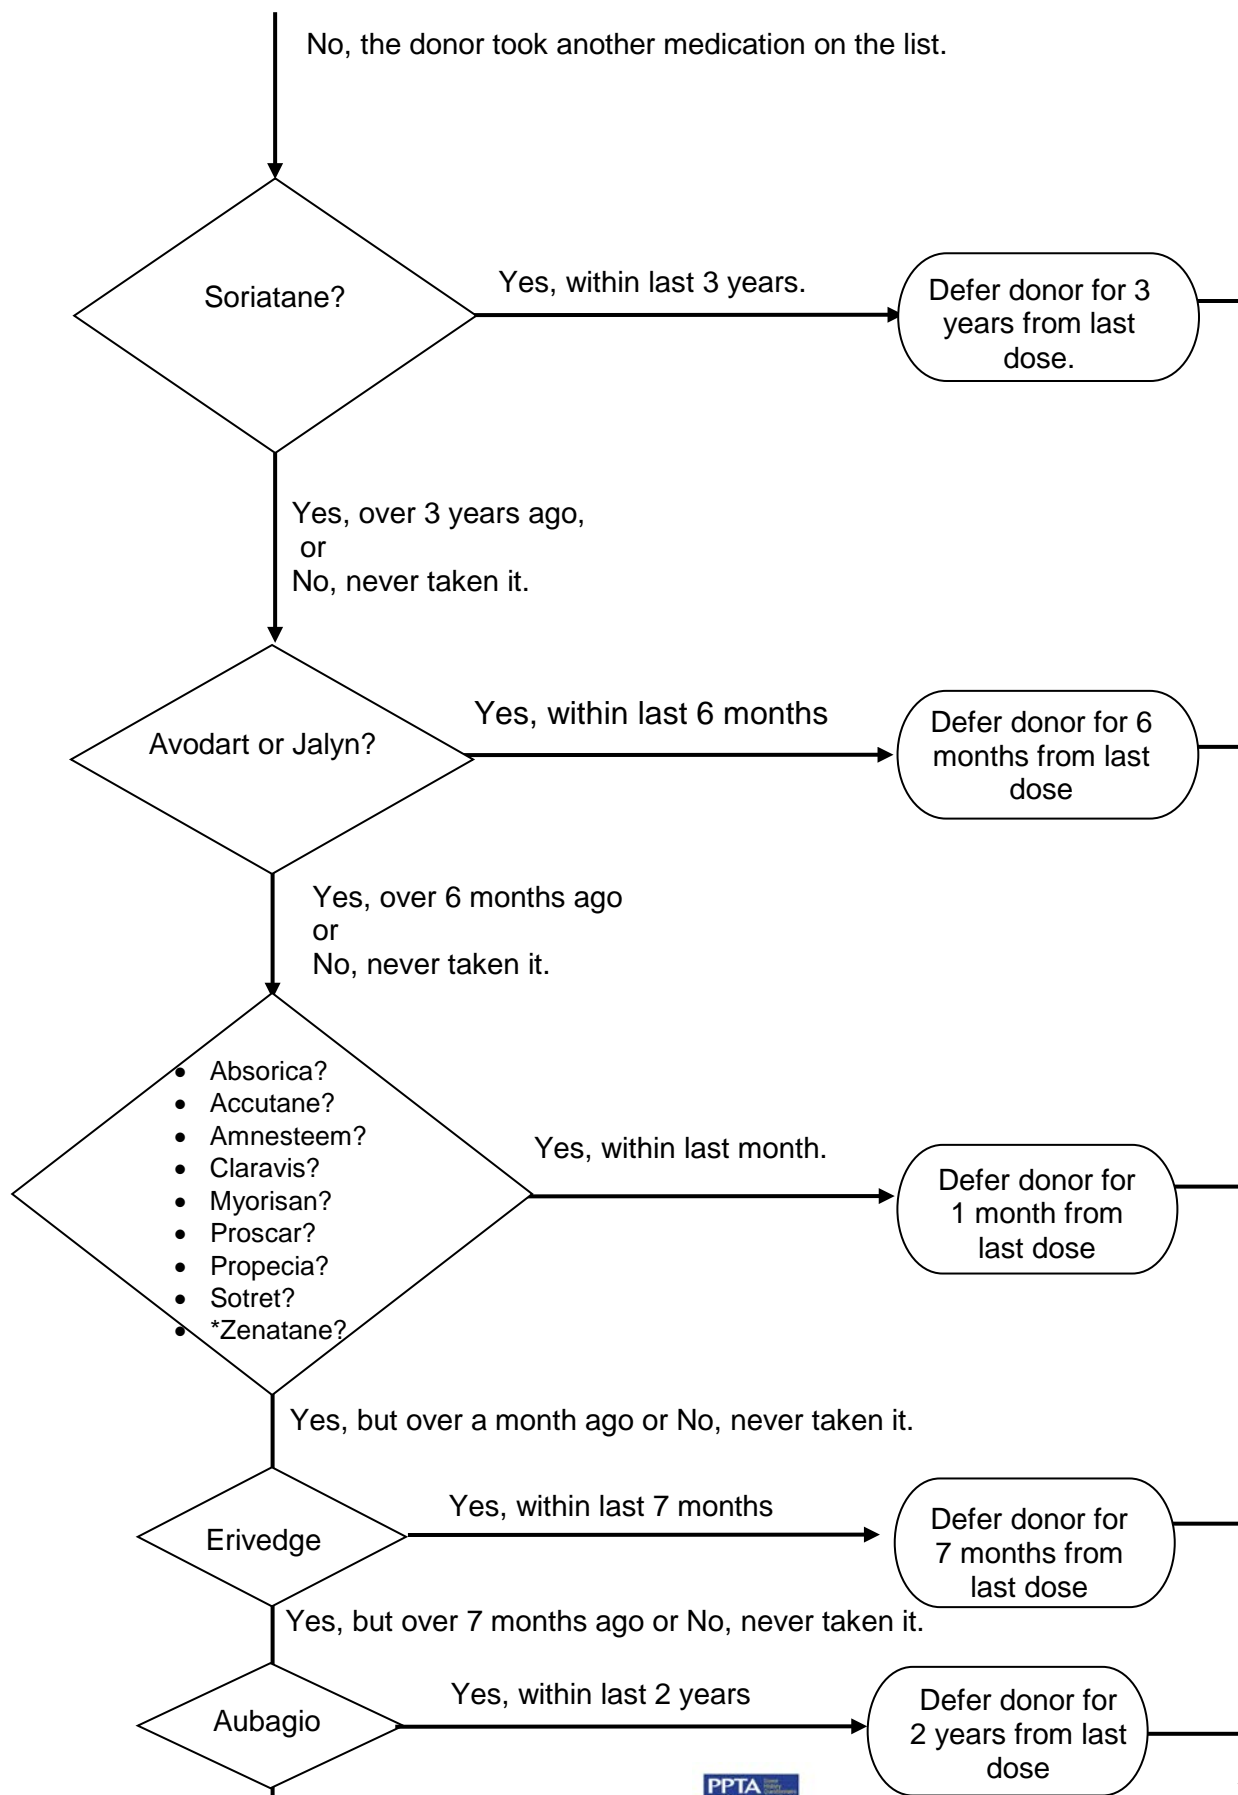 No, the donor took another medication on the list.
Soriatane?
Yes, within last 3 years.
Defer donor for 3
years from last
dose.
Yes, over 3 years ago,
or
No, never taken it.
Avodart or Jalyn?
Yes, within last 6 months
Defer donor for 6
months from last
dose
Yes, over 6 months ago
or
No, never taken it.
• Absorica?
• Accutane?
• Amnesteem?
• Claravis?
• Myorisan?
• Proscar?
• Propecia?
• Sotret?
• *Zenatane?
Yes, within last month.
Defer donor for
1 month from
last dose
Yes, but over a month ago or No, never taken it.
Erivedge
Yes, within last 7 months
Defer donor for
7 months from
last dose
Yes, but over 7 months ago or No, never taken it.
Aubagio
Yes, within last 2 years
Defer donor for
2 years from last
dose
PPTA